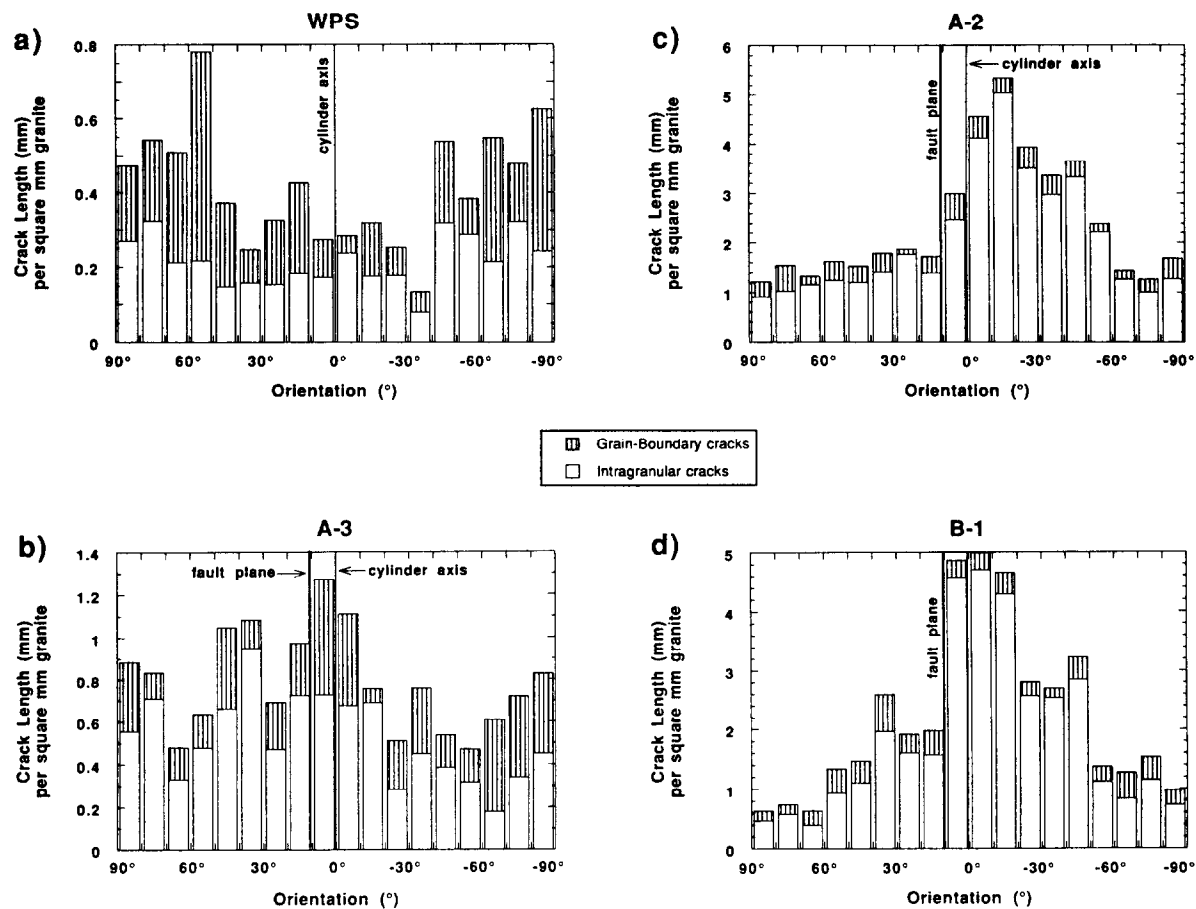 a)
WPS
0.8
0.6
0.4
0.2
0
Crack Length (mm)
per square mm granite
cylinder axis
90° 60° 30° 0° -30° -60° -90°
Orientation (°)
c)
A-2
6
5
4
3
2
1
0
Crack Length (mm)
per square mm granite
fault plane
cylinder axis
90° 60° 30° 0° -30° -60° -90°
Orientation (°)
Grain-Boundary cracks
Intragranular cracks
b)
A-3
1.4
1.2
1
0.8
0.6
0.4
0.2
0
Crack Length (mm)
per square mm granite
fault plane
cylinder axis
90° 60° 30° 0° -30° -60° -90°
Orientation (°)
d)
B-1
5
4
3
2
1
0
Crack Length (mm)
per square mm granite
fault plane
90° 60° 30° 0° -30° -60° -90°
Orientation (°)